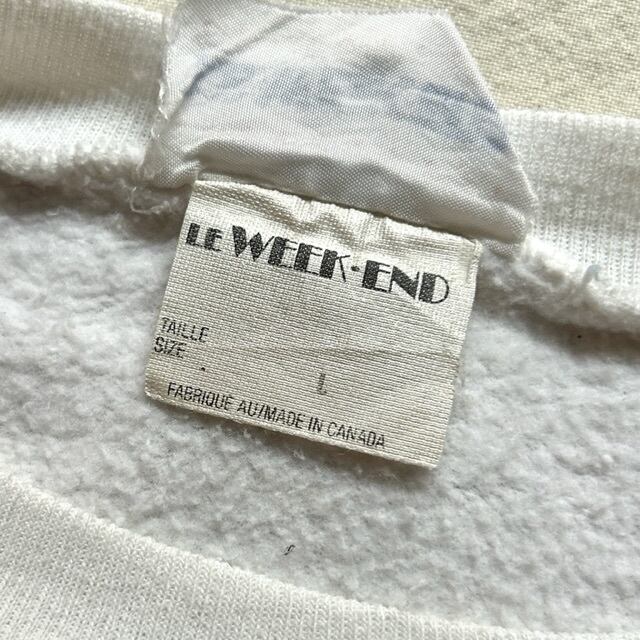 LE WEEK-END
TAILLE
SIZE
L
FABRIQUÉ AU/MADE IN CANADA